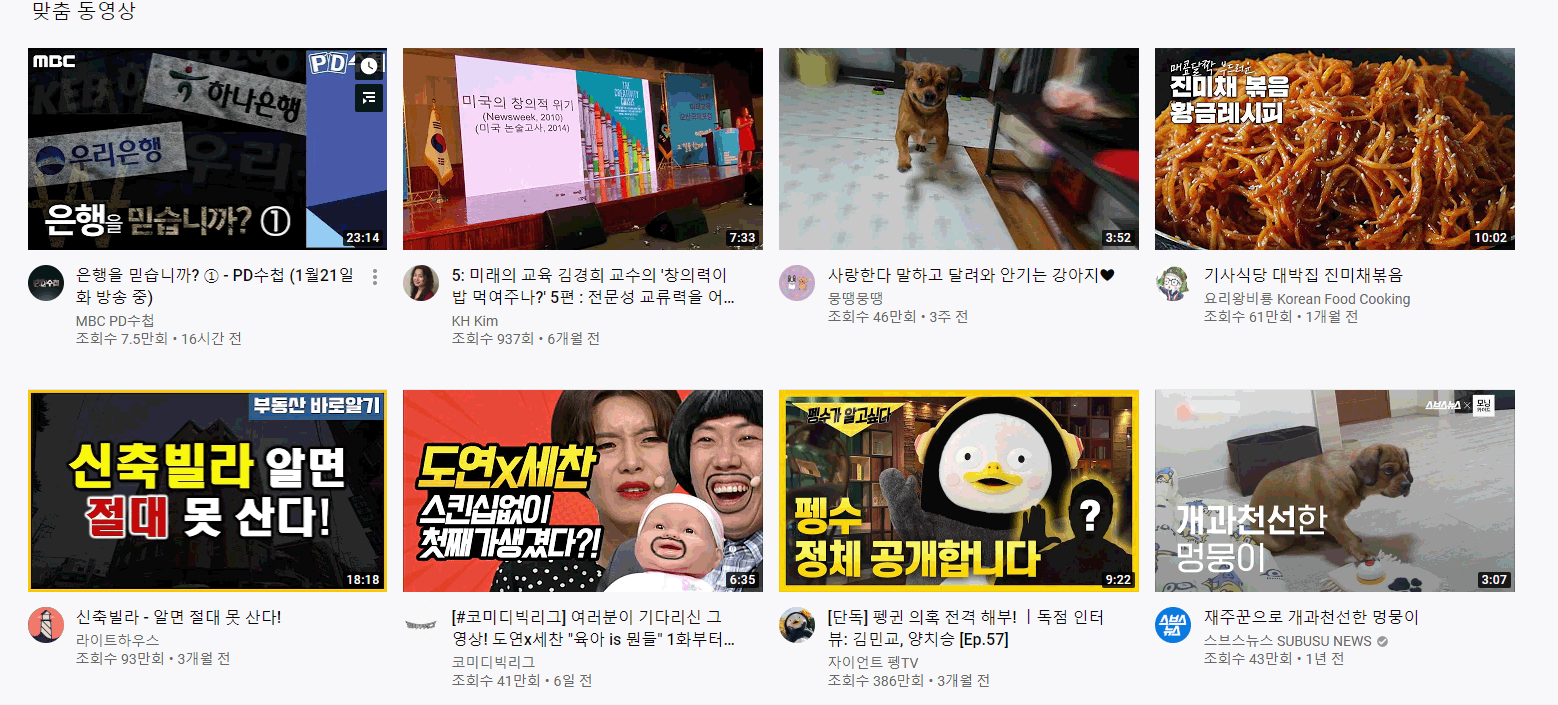 맞춤 동영상
MBC
PD
하나은행
우리은행
은행을 믿습니까? ①
23:14
은행을 믿습니까? ① - PD수첩 (1월21일
화 방송 중)
MBC PD수첩
조회수 7.5만회 • 16시간 전
미국의 창의적 위기
(Newsweek, 2010)
(미국 논술고사, 2014)
THE
CREATIVITY
CRISIS
7:33
5: 미래의 교육 김경희 교수의 '창의력이
밥 먹여주나?' 5편 : 전문성 교류력을 어...
KH Kim
조회수 937회 • 6개월 전
3:52
사랑한다 말하고 달려와 안기는 강아지♥
뭉땡뭉땡
조회수 46만회 • 3주 전
매콤달짝 부드러운
진미채 볶음
황금레시피
10:02
기사식당 대박집 진미채볶음
요리왕비룡 Korean Food Cooking
조회수 61만회 • 1개월 전
부동산 바로알기
신축빌라 알면
절대 못 산다!
18:18
신축빌라 - 알면 절대 못 산다!
라이트하우스
조회수 93만회 • 3개월 전
도연x세찬
스킨십없이
첫째가생겼다?!
6:35
[#코미디빅리그] 여러분이 기다리신 그
영상! 도연x세찬 "육아 is 뭔들" 1화부터...
코미디빅리그
조회수 41만회 • 6일 전
펭수가 알고싶다
펭수
정체 공개합니다
?
9:22
[단독] 펭귄 의혹 전격 해부! ㅣ독점 인터
뷰: 김민교, 양치승 [Ep.57]
자이언트 펭TV
조회수 386만회 • 3개월 전
스브스뉴스 × 모닝
와이드
개과천선한
멍뭉이
3:07
스브스
뉴스
재주꾼으로 개과천선한 멍뭉이
스브스뉴스 SUBUSU NEWS
조회수 43만회 • 1년 전